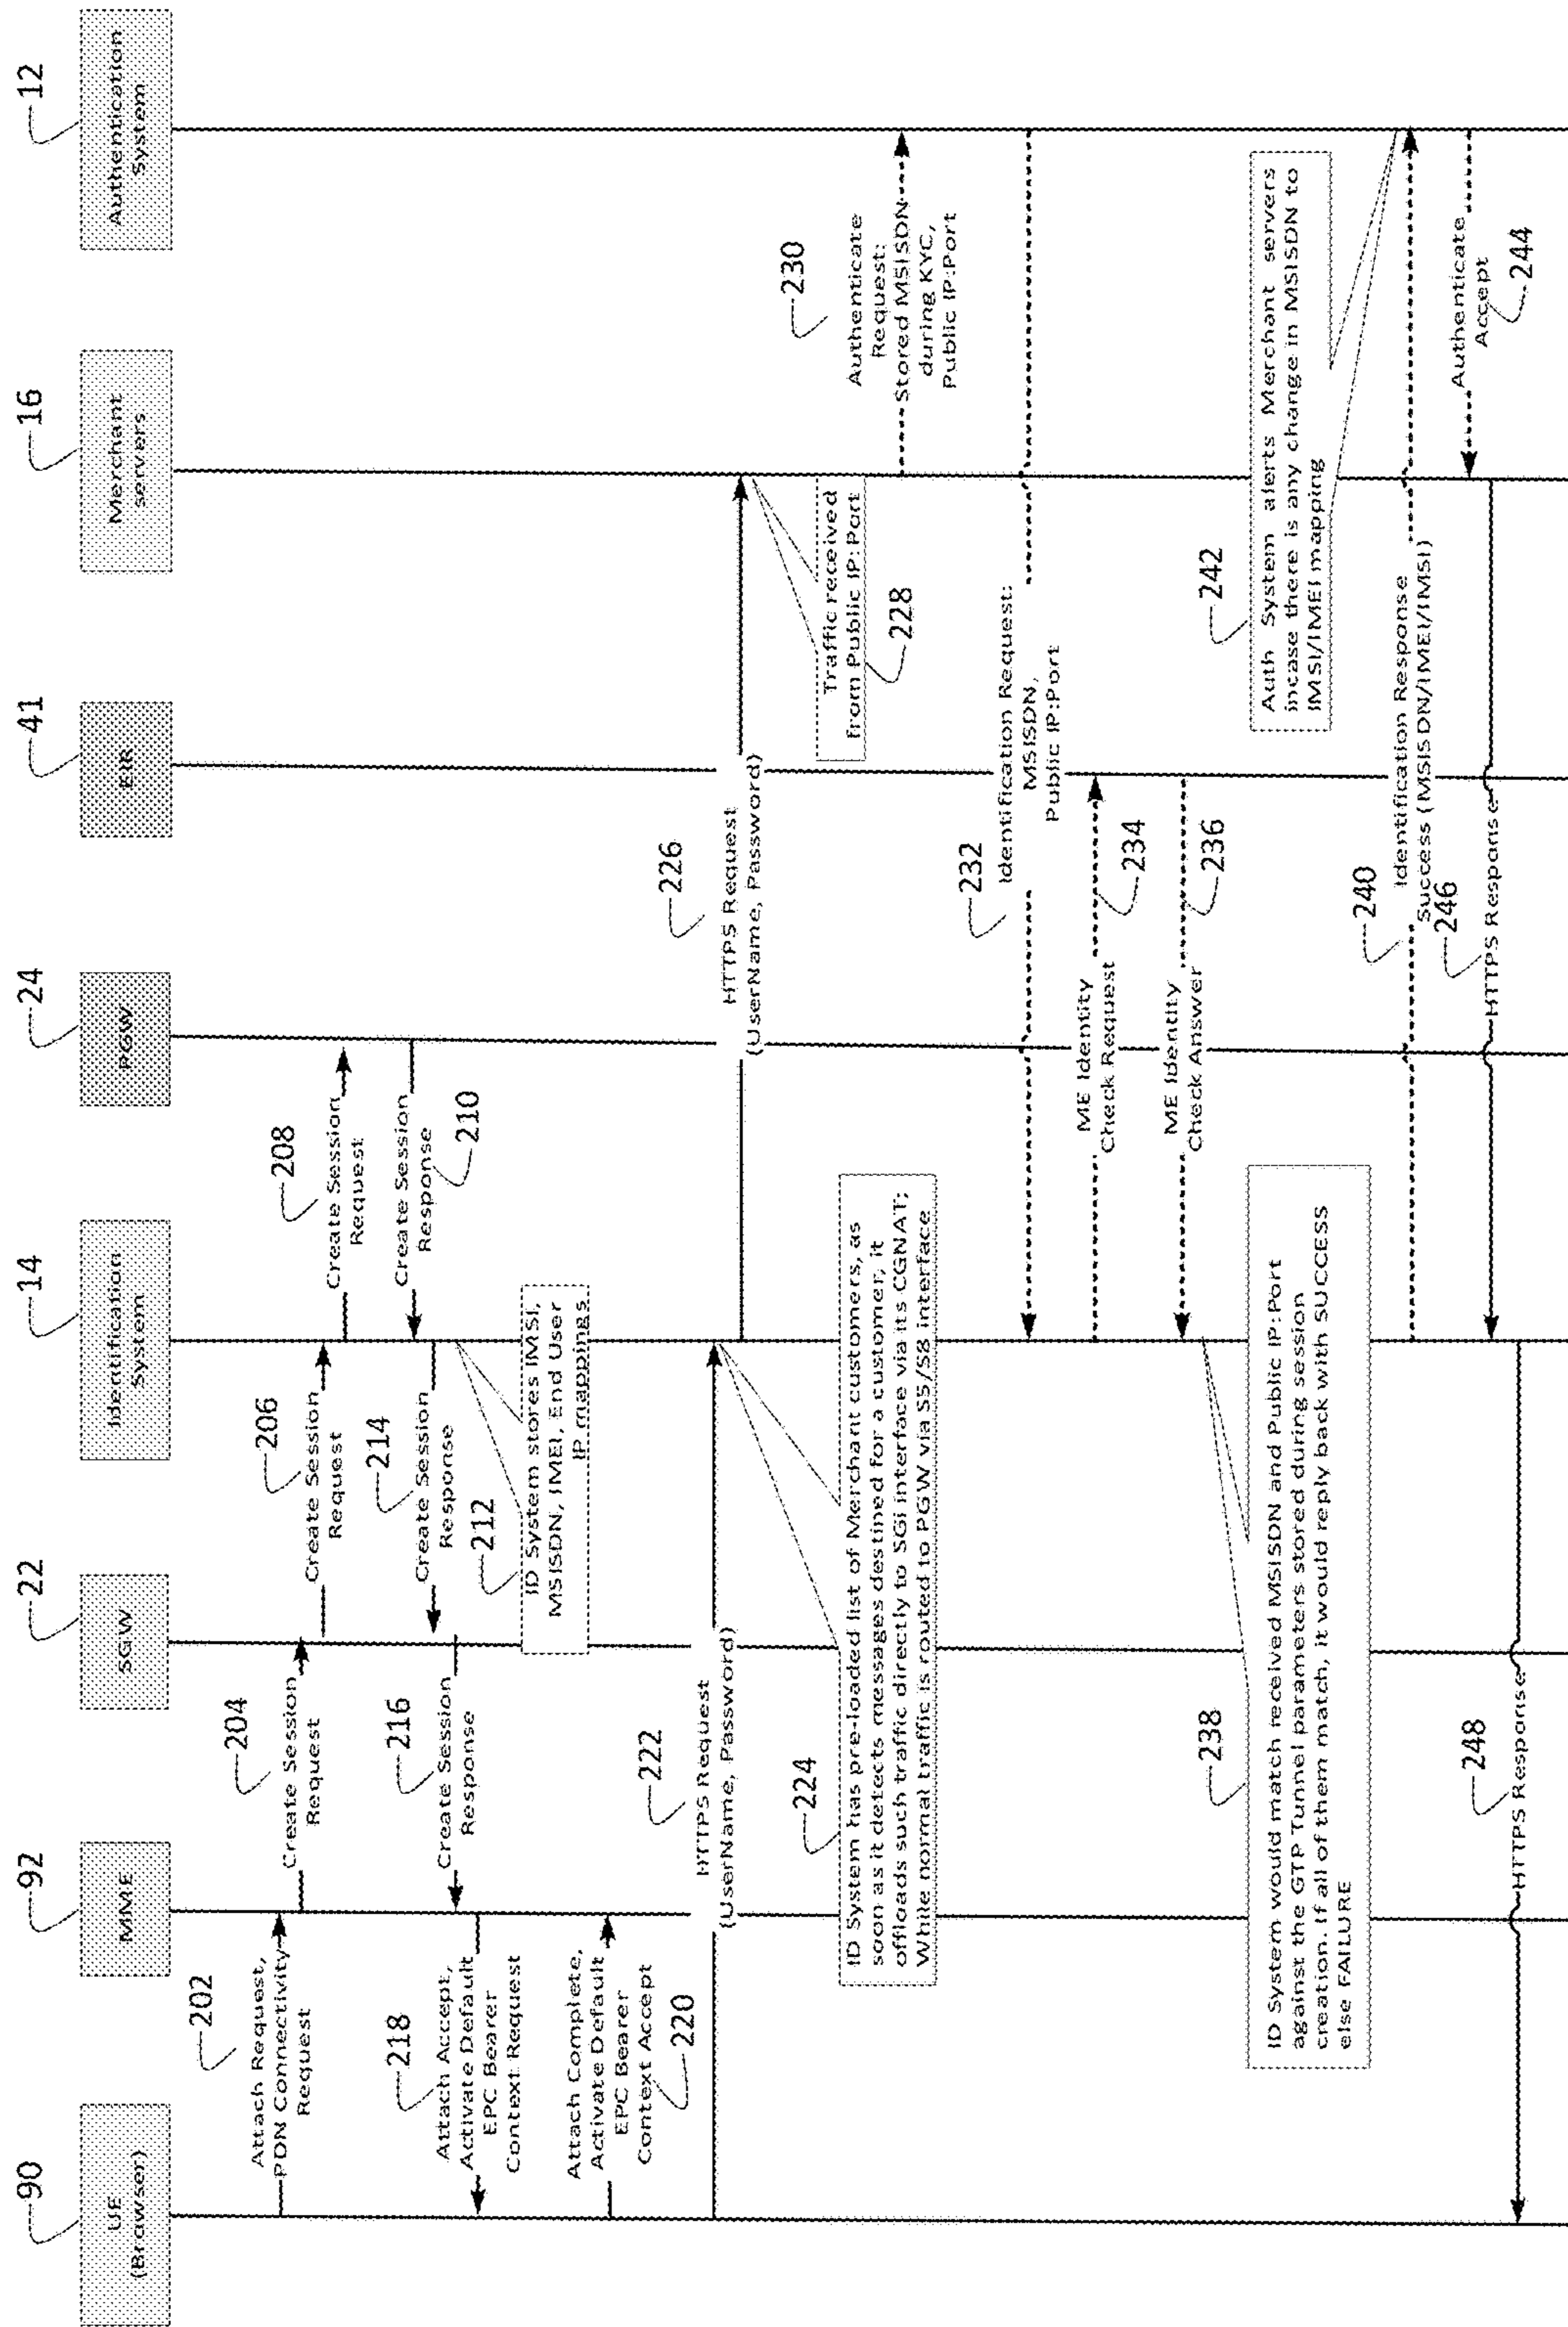 90
UE
(Browser)
92
MME
22
SGW
14
Identification
System
24
PGW
41
EIR
16
Merchant
servers
12
Authentication
System
202
Attach Request,
PDN Connectivity
Request
204
Create Session
Request
206
Create Session
Request
208
Create Session
Request
Create Session
Response
210
212
ID System stores IMSI,
MSISDN, IMEI, End User
IP mappings
214
Create Session
Response
216
Create Session
Response
218
Attach Accept,
Activate Default
EPC Bearer
Context Request
Attach Complete,
Activate Default
EPC Bearer
Context Accept
220
222
HTTPS Request
(UserName, Password)
224
ID System has pre-loaded list of Merchant customers, as
soon as it detects messages destined for a customer, it
offloads such traffic directly to SGi interface via its CGNAT;
While normal traffic is routed to PGW via S5/S8 interface
226
HTTPS Request
(UserName, Password)
Traffic received
from Public IP:Port
228
230
Authenticate
Request:
Stored MSISDN
during KYC,
Public IP:Port
232
Identification Request:
MSISDN,
Public IP:Port
ME Identity
Check Request
234
ME Identity
Check Answer
236
238
ID System would match received MSISDN and Public IP:Port
against the GTP Tunnel parameters stored during session
creation. If all of them match, it would reply back with SUCCESS
else FAILURE
240
Identification Response
Success (MSISDN/IMEI/IMSI)
242
Auth System alerts Merchant servers
incase there is any change in MSISDN to
IMSI/IMEI mapping
Authenticate
Accept
244
246
HTTPS Response
248
HTTPS Response